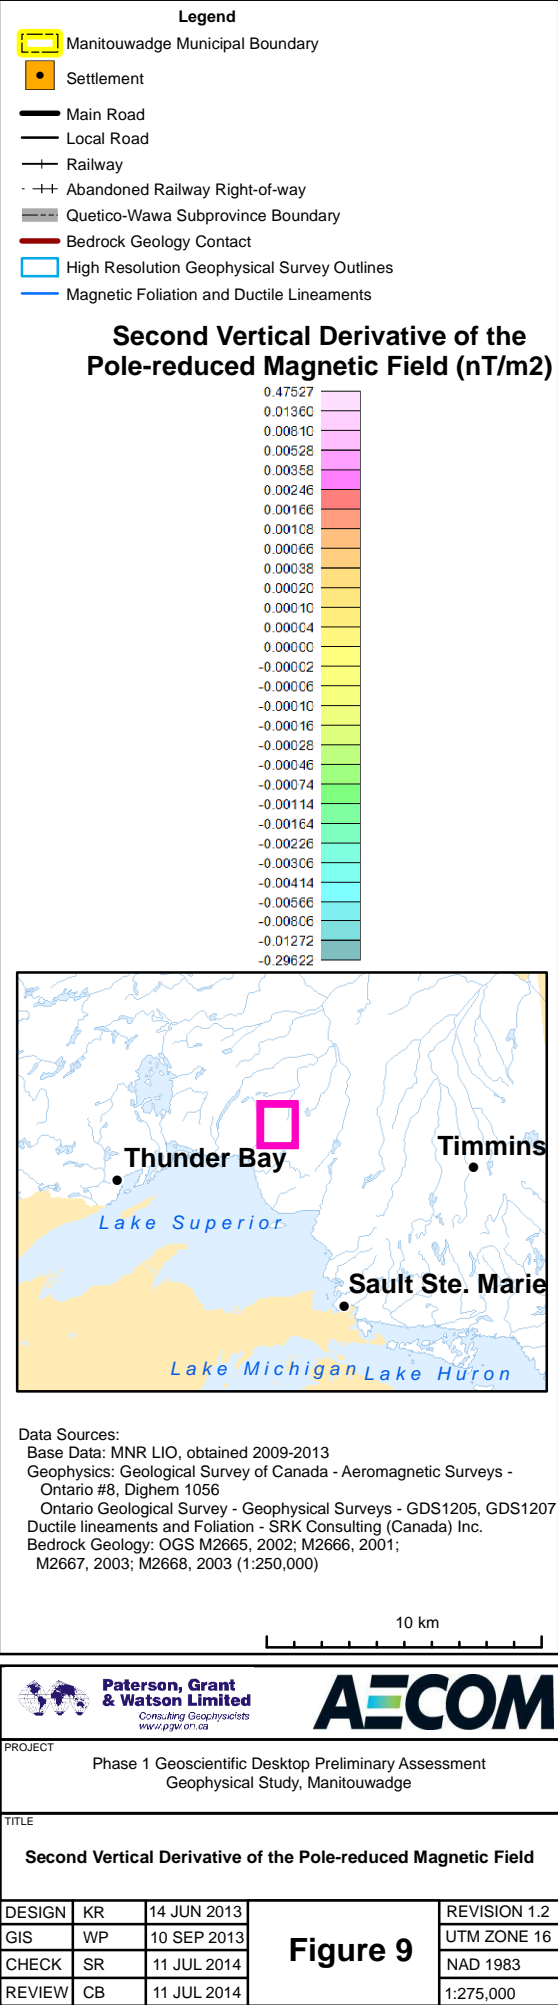 Legend
Manitouwadge Municipal Boundary
Settlement
Main Road
Local Road
Railway
Abandoned Railway Right-of-way
Quetico-Wawa Subprovince Boundary
Bedrock Geology Contact
High Resolution Geophysical Survey Outlines
Magnetic Foliation and Ductile Lineaments
Second Vertical Derivative of the
Pole-reduced Magnetic Field (nT/m2)
0.47527
0.01360
0.00810
0.00528
0.00358
0.00246
0.00166
0.00108
0.00066
0.00038
0.00020
0.00010
0.00004
0.00000
-0.00002
-0.00006
-0.00010
-0.00016
-0.00028
-0.00046
-0.00074
-0.00114
-0.00164
-0.00226
-0.00306
-0.00414
-0.00566
-0.00806
-0.01272
-0.29622
Timmins
Thunder Bay
Lake Superior
Sault Ste. Marie
Lake Michigan
Lake Huron
Data Sources:
Base Data: MNR LIO, obtained 2009-2013
Geophysics: Geological Survey of Canada - Aeromagnetic Surveys -
Ontario #8, Dighem 1056
Ontario Geological Survey - Geophysical Surveys - GDS1205, GDS1207
Ductile lineaments and Foliation - SRK Consulting (Canada) Inc.
Bedrock Geology: OGS M2665, 2002; M2666, 2001;
M2667, 2003; M2668, 2003 (1:250,000)
10 km
Paterson, Grant
& Watson Limited
Consulting Geophysicists
www.pgw.on.ca
AECOM
PROJECT
Phase 1 Geoscientific Desktop Preliminary Assessment
Geophysical Study, Manitouwadge
TITLE
Second Vertical Derivative of the Pole-reduced Magnetic Field
DESIGN KR 14 JUN 2013
GIS WP 10 SEP 2013
CHECK SR 11 JUL 2014
REVIEW CB 11 JUL 2014
Figure 9
REVISION 1.2
UTM ZONE 16
NAD 1983
1:275,000